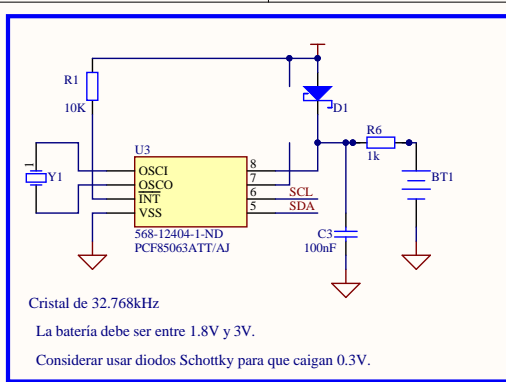 R1
10K
D1
R6
1k
U3
1
Y1
OSCI
OSCO
INT
VSS
8
7
6
5
SCL
SDA
BT1
568-12404-1-ND
PCF85063ATT/AJ
C3
100nF
Cristal de 32.768kHz
La batería debe ser entre 1.8V y 3V.
Considerar usar diodos Schottky para que caigan 0.3V.